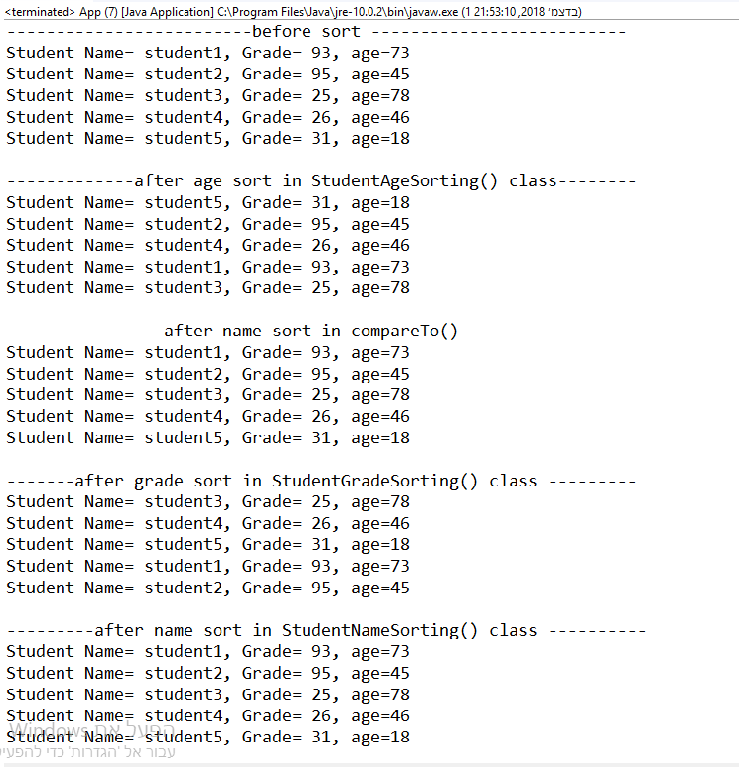 <terminated> App (7) [Java Application] C:\Program Files\Java\jre-10.0.2\bin\javaw.exe (1 בדצמ׳ 2018, 21:53:10)
-------------------------before sort --------------------------
Student Name= student1, Grade= 93, age=73
Student Name= student2, Grade= 95, age=45
Student Name= student3, Grade= 25, age=78
Student Name= student4, Grade= 26, age=46
Student Name= student5, Grade= 31, age=18
-------------after age sort in StudentAgeSorting() class--------
Student Name= student5, Grade= 31, age=18
Student Name= student2, Grade= 95, age=45
Student Name= student4, Grade= 26, age=46
Student Name= student1, Grade= 93, age=73
Student Name= student3, Grade= 25, age=78
after name sort in compareTo()
Student Name= student1, Grade= 93, age=73
Student Name= student2, Grade= 95, age=45
Student Name= student3, Grade= 25, age=78
Student Name= student4, Grade= 26, age=46
Student Name= student5, Grade= 31, age=18
-------after grade sort in StudentGradeSorting() class ---------
Student Name= student3, Grade= 25, age=78
Student Name= student4, Grade= 26, age=46
Student Name= student5, Grade= 31, age=18
Student Name= student1, Grade= 93, age=73
Student Name= student2, Grade= 95, age=45
---------after name sort in StudentNameSorting() class ----------
Student Name= student1, Grade= 93, age=73
Student Name= student2, Grade= 95, age=45
Student Name= student3, Grade= 25, age=78
Student Name= student4, Grade= 26, age=46
הפעל את Windows
Student Name= student5, Grade= 31, age=18
עבור אל 'הגדרות' כדי להפעי